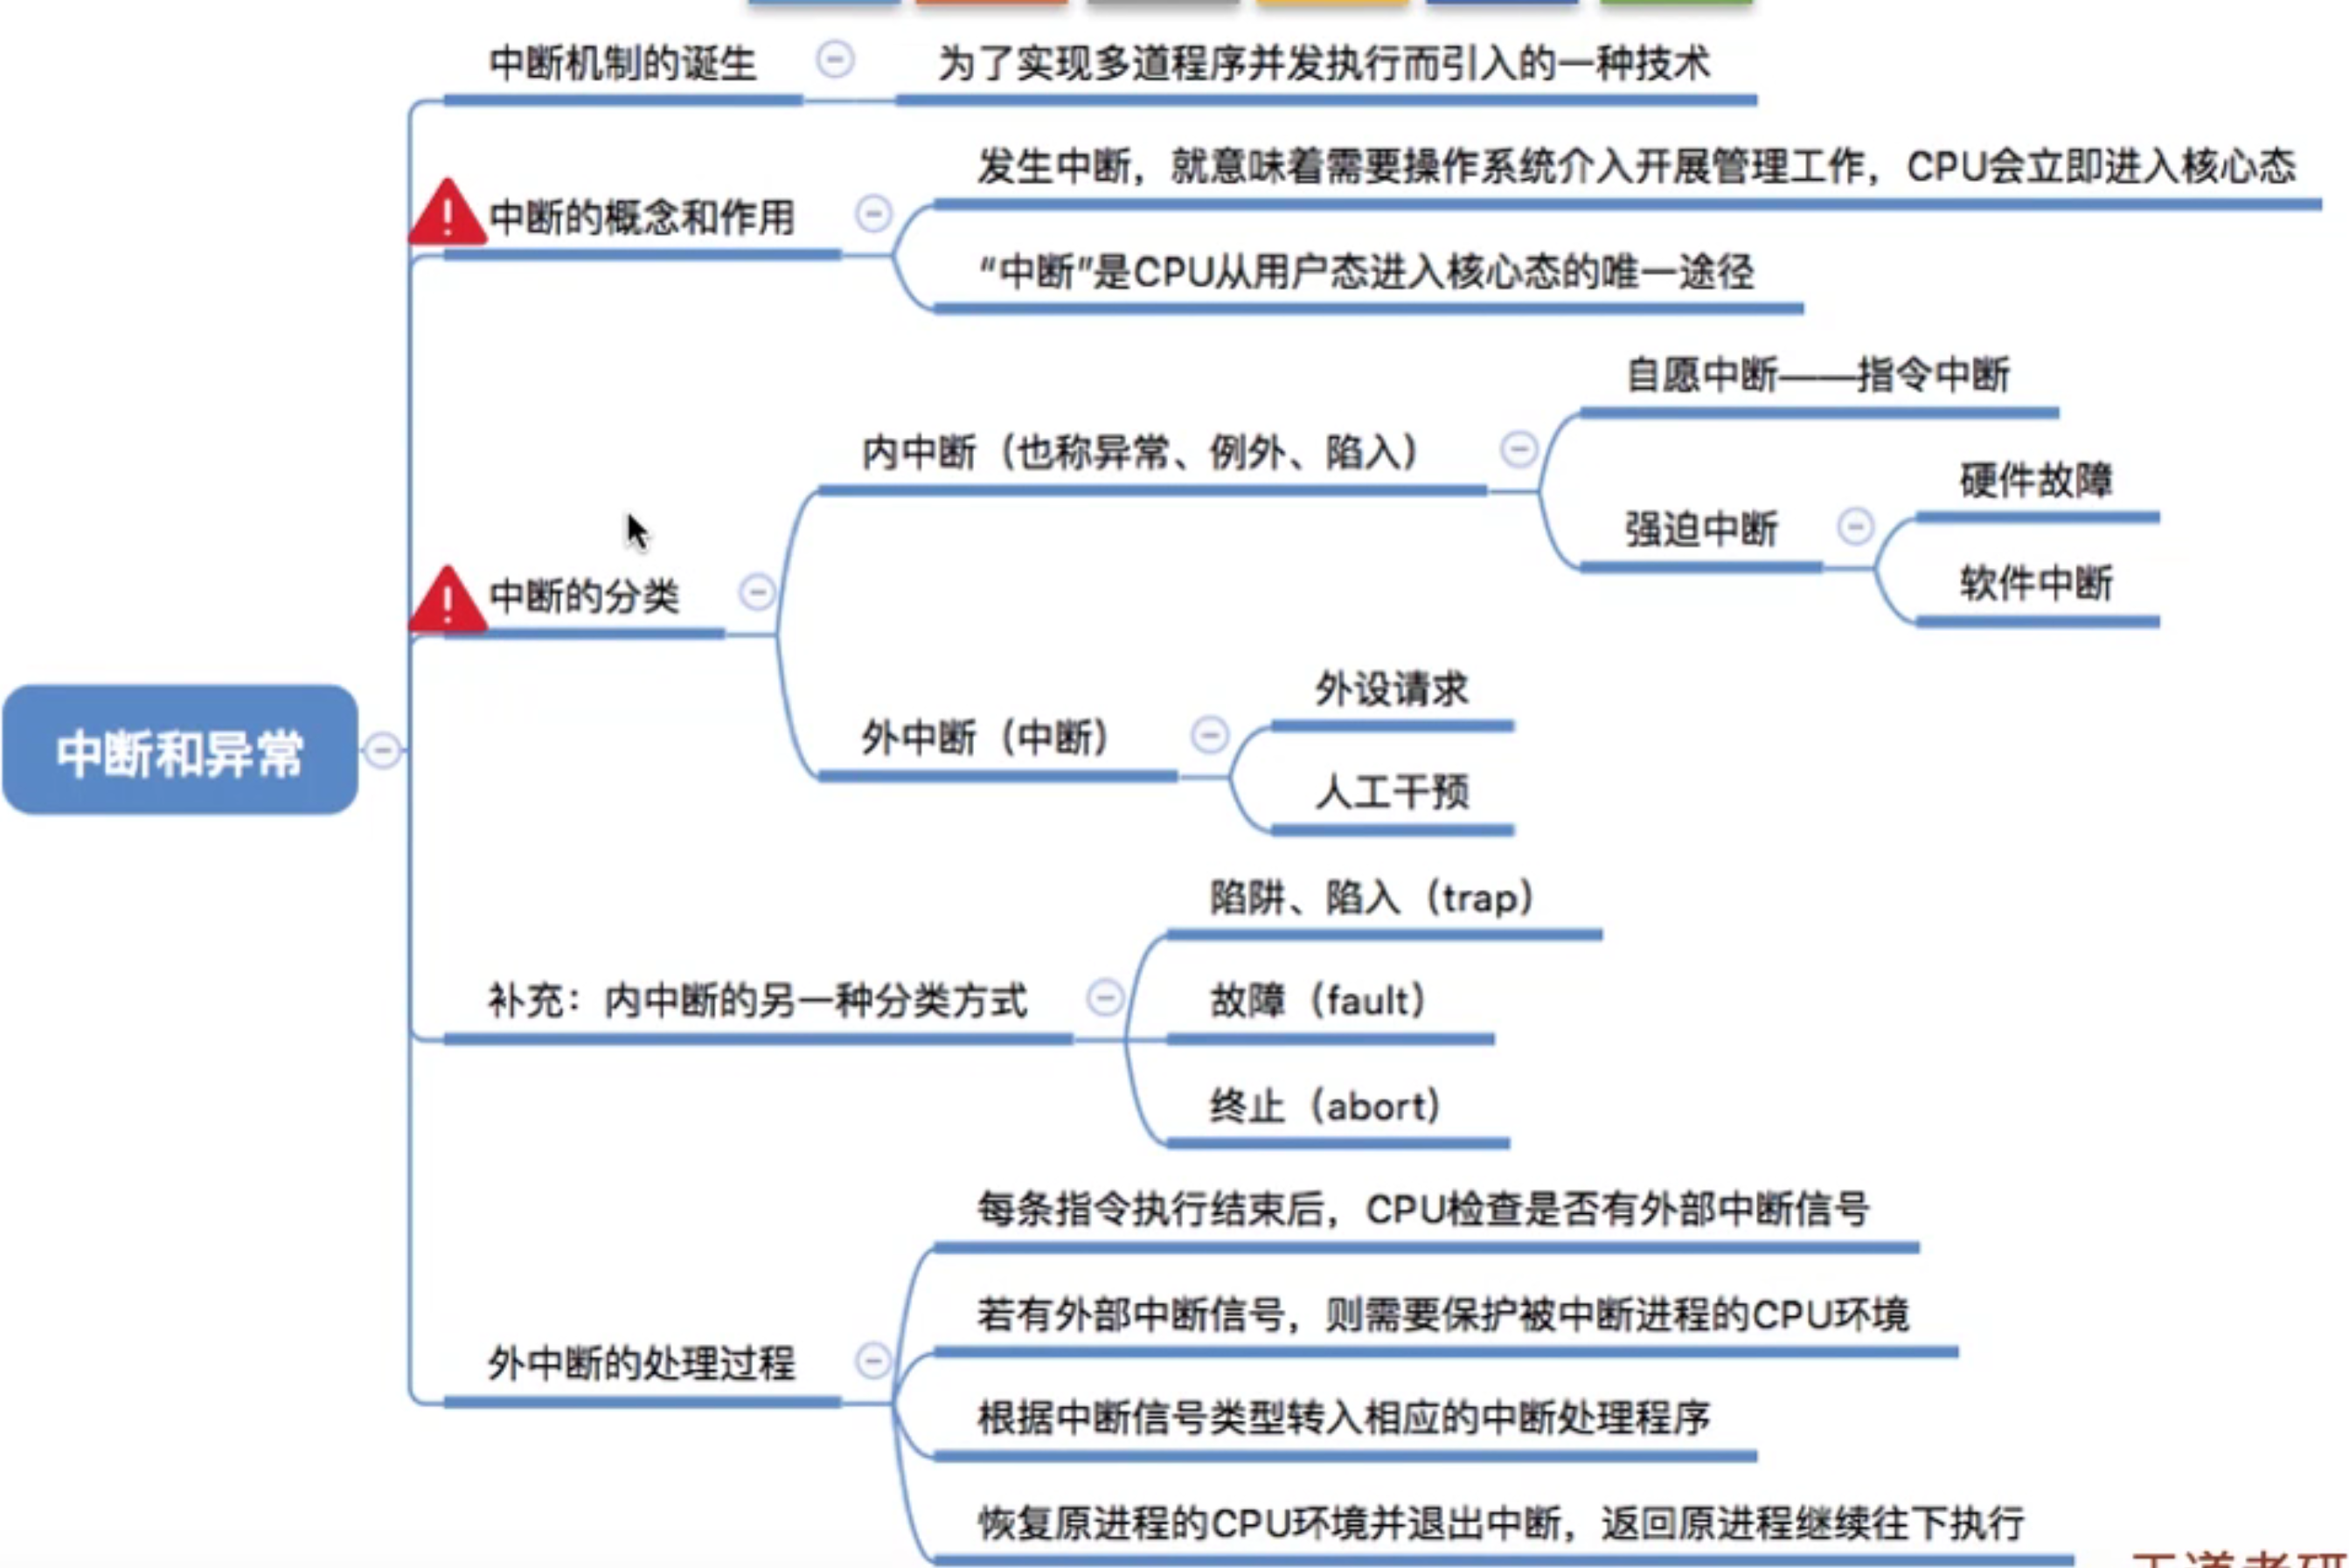 中断机制的诞生
为了实现多道程序并发执行而引入的一种技术
中断的概念和作用
发生中断，就意味着需要操作系统介入开展管理工作，CPU会立即进入核心态
“中断”是CPU从用户态进入核心态的唯一途径
中断的分类
内中断（也称异常、例外、陷入）
自愿中断——指令中断
强迫中断
硬件故障
软件中断
外中断（中断）
外设请求
人工干预
中断和异常
补充：内中断的另一种分类方式
陷阱、陷入（trap）
故障（fault）
终止（abort）
外中断的处理过程
每条指令执行结束后，CPU检查是否有外部中断信号
若有外部中断信号，则需要保护被中断进程的CPU环境
根据中断信号类型转入相应的中断处理程序
恢复原进程的CPU环境并退出中断，返回原进程继续往下执行